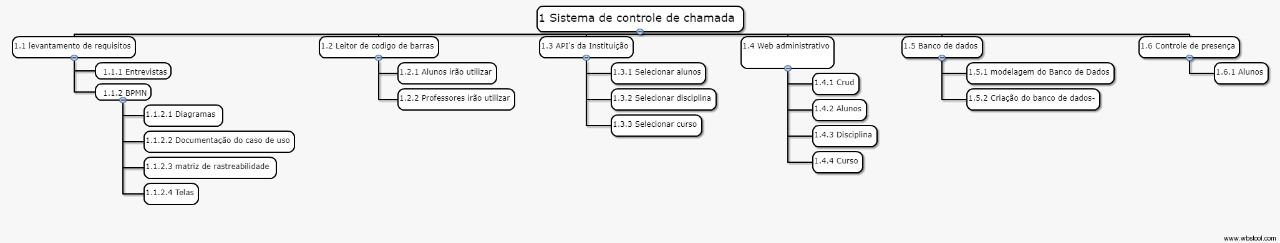 1 Sistema de controle de chamada
1.1 levantamento de requisitos
1.1.1 Entrevistas
1.1.2 BPMN
1.1.2.1 Diagramas
1.1.2.2 Documentação do caso de uso
1.1.2.3 matriz de rastreabilidade
1.1.2.4 Telas
1.2 Leitor de codigo de barras
1.2.1 Alunos irão utilizar
1.2.2 Professores irão utilizar
1.3 API's da Instituição
1.3.1 Selecionar alunos
1.3.2 Selecionar disciplina
1.3.3 Selecionar curso
1.4 Web administrativo
1.4.1 Crud
1.4.2 Alunos
1.4.3 Disciplina
1.4.4 Curso
1.5 Banco de dados
1.5.1 modelagem do Banco de Dados
1.5.2 Criação do banco de dados-
1.6 Controle de presença
1.6.1 Alunos
www.wbstool.com